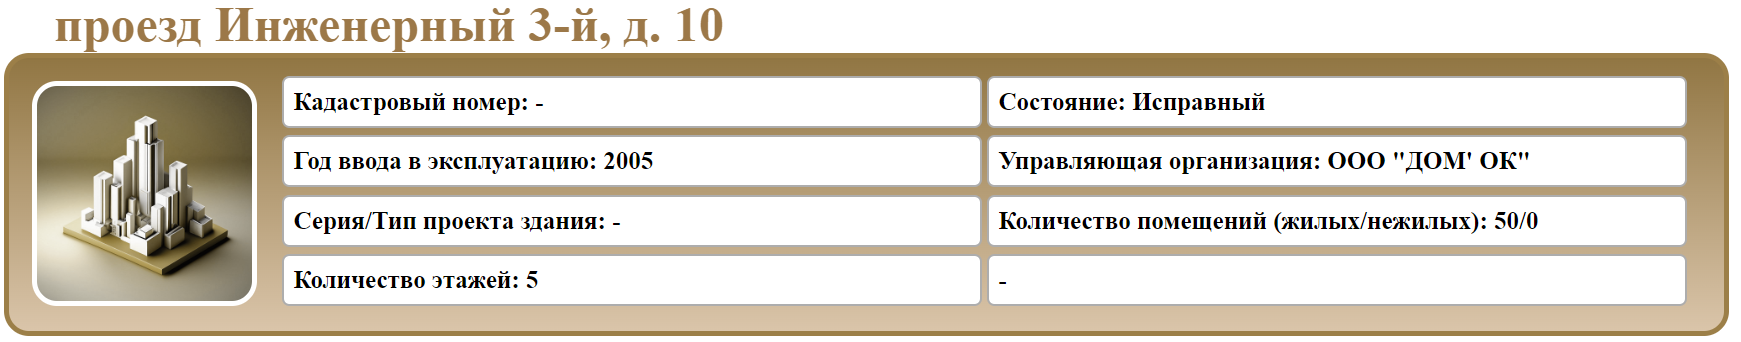 проезд Инженерный 3-й, д. 10
Кадастровый номер: -
Состояние: Исправный
Год ввода в эксплуатацию: 2005
Управляющая организация: ООО "ДОМ' ОК"
Серия/Тип проекта здания: -
Количество помещений (жилых/нежилых): 50/0
Количество этажей: 5
-